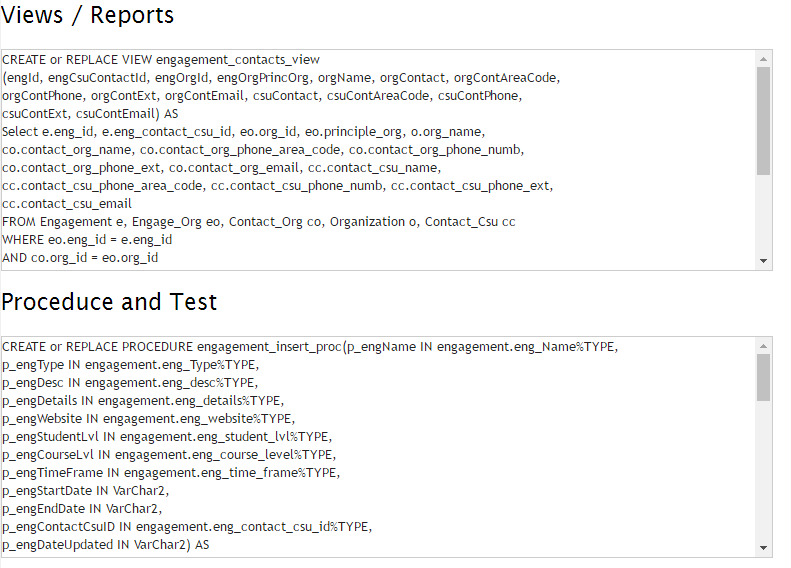 Views / Reports
CREATE or REPLACE VIEW engagement_contacts_view
(engId, engCsuContactId, engOrgId, engOrgPrincOrg, orgName, orgContact, orgContAreaCode,
orgContPhone, orgContExt, orgContEmail, csuContact, csuContAreaCode, csuContPhone,
csuContExt, csuContEmail) AS
Select e.eng_id, e.eng_contact_csu_id, eo.org_id, eo.principle_org, o.org_name,
co.contact_org_name, co.contact_org_phone_area_code, co.contact_org_phone_numb,
co.contact_org_phone_ext, co.contact_org_email, cc.contact_csu_name,
cc.contact_csu_phone_area_code, cc.contact_csu_phone_numb, cc.contact_csu_phone_ext,
cc.contact_csu_email
FROM Engagement e, Engage_Org eo, Contact_Org co, Organization o, Contact_Csu cc
WHERE eo.eng_id = e.eng_id
AND co.org_id = eo.org_id
Proceduce and Test
CREATE or REPLACE PROCEDURE engagement_insert_proc(p_engName IN engagement.eng_Name%TYPE,
p_engType IN engagement.eng_Type%TYPE,
p_engDesc IN engagement.eng_desc%TYPE,
p_engDetails IN engagement.eng_details%TYPE,
p_engWebsite IN engagement.eng_website%TYPE,
p_engStudentLvl IN engagement.eng_student_lvl%TYPE,
p_engCourseLvl IN engagement.eng_course_level%TYPE,
p_engTimeFrame IN engagement.eng_time_frame%TYPE,
p_engStartDate IN VarChar2,
p_engEndDate IN VarChar2,
p_engContactCsuID IN engagement.eng_contact_csu_id%TYPE,
p_engDateUpdated IN VarChar2) AS